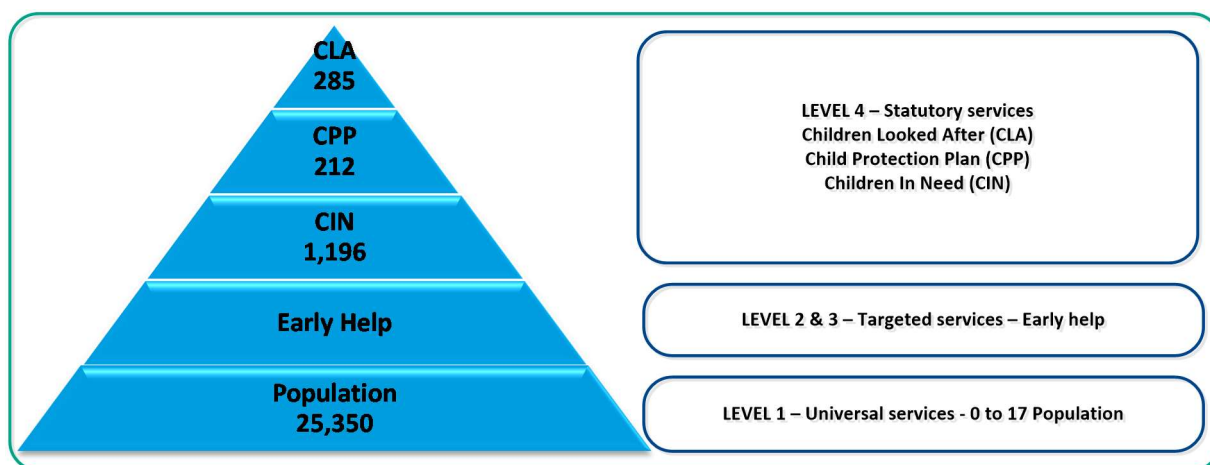 CLA
285
CPP
212
CIN
1,196
Early Help
Population
25,350
LEVEL 4 – Statutory services
Children Looked After (CLA)
Child Protection Plan (CPP)
Children In Need (CIN)
LEVEL 2 & 3 – Targeted services – Early help
LEVEL 1 – Universal services - 0 to 17 Population